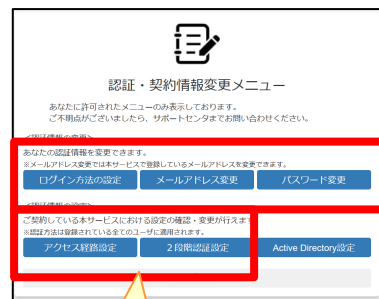 認証・契約情報変更メニュー
あなたに許可されたメニューのみ表示しております。
ご不明点がございましたら、サポートセンタまでお問い合わせください。
あなたの認証情報を変更できます。
※メールアドレス変更では本サービスで登録しているメールアドレスを変更できます。
ログイン方法の設定 メールアドレス変更 パスワード変更
ご契約している本サービスにおける設定の確認・変更が行えます
※認証方法は登録されている全てのユーザに適用されます。
アクセス経路設定 2段階認証設定 Active Directory設定